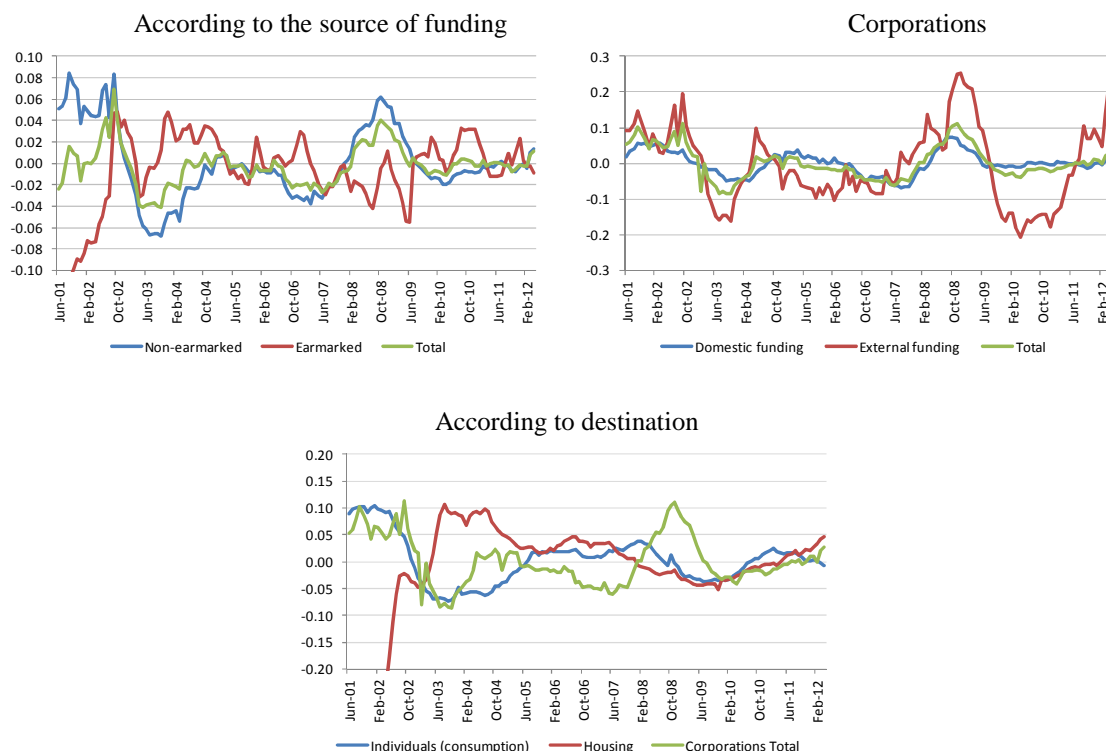 According to the source of funding
0.10
0.08
0.06
0.04
0.02
0.00
-0.02
-0.04
-0.06
-0.08
-0.10
Jun-01
Feb-02
Oct-02
Jun-03
Feb-04
Oct-04
Jun-05
Feb-06
Oct-06
Jun-07
Feb-08
Oct-08
Jun-09
Feb-10
Oct-10
Jun-11
Feb-12
Non-earmarked Earmarked Total
Corporations
0.3
0.2
0.1
0.0
-0.1
-0.2
-0.3
Jun-01
Feb-02
Oct-02
Jun-03
Feb-04
Oct-04
Jun-05
Feb-06
Oct-06
Jun-07
Feb-08
Oct-08
Jun-09
Feb-10
Oct-10
Jun-11
Feb-12
Domestic funding External funding Total
According to destination
0.20
0.15
0.10
0.05
0.00
-0.05
-0.10
-0.15
-0.20
Jun-01
Feb-02
Oct-02
Jun-03
Feb-04
Oct-04
Jun-05
Feb-06
Oct-06
Jun-07
Feb-08
Oct-08
Jun-09
Feb-10
Oct-10
Jun-11
Feb-12
Individuals (consumption) Housing Corporations Total